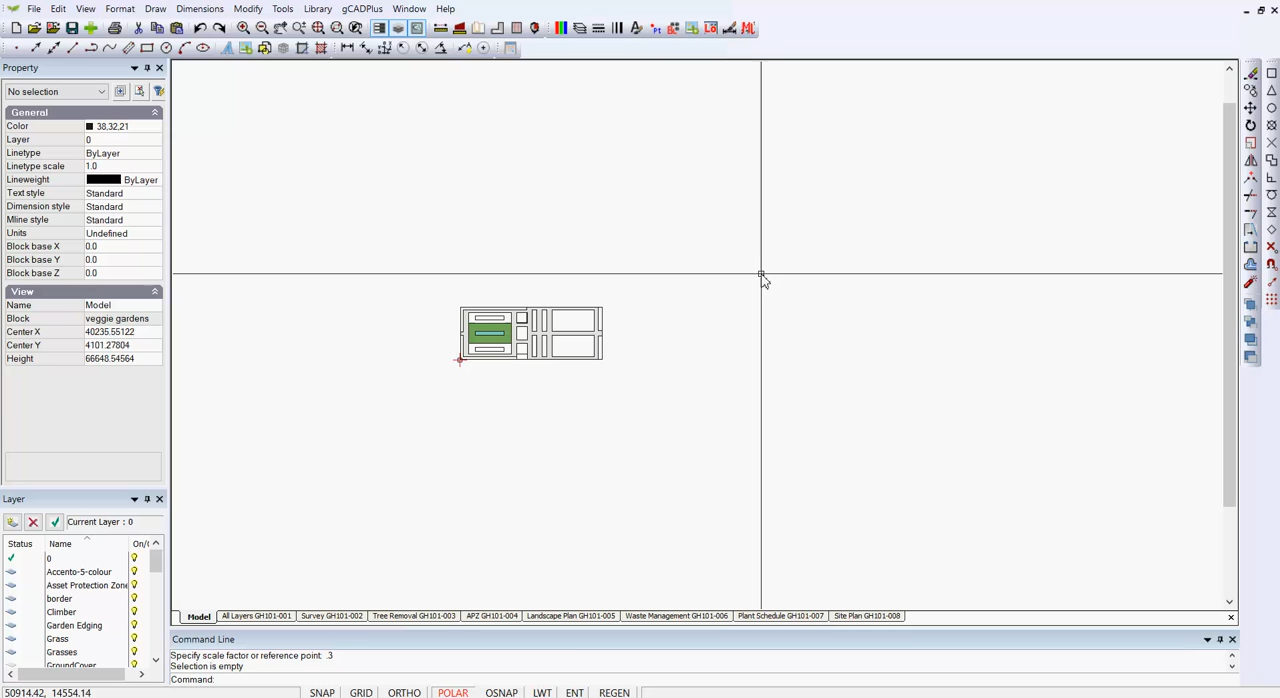 File Edit View Format Draw Dimensions Modify Tools Library gCADPlus Window Help
Property
No selection
General
Color 38,32,21
Layer 0
Linetype ByLayer
Linetype scale 1.0
Lineweight ByLayer
Text style Standard
Dimension style Standard
Mline style Standard
Units Undefined
Block base X 0.0
Block base Y 0.0
Block base Z 0.0
View
Name Model
Block veggie gardens
Center X 40235.55122
Center Y 4101.27804
Height 66648.54564
Layer
Current Layer : 0
Status Name On/(
0
Accento-5-colour
Asset Protection Zone
border
Climber
Garden Edging
Grass
Grasses
GroundCover
Model All Layers GH101-001 Survey GH101-002 Tree Removal GH101-003 APZ GH101-004 Landscape Plan GH101-005 Waste Management GH101-006 Plant Schedule GH101-007 Site Plan GH101-008
Command Line
Specify scale factor or reference point: .3
Selection is empty
Command:
50914.42, 14554.14 SNAP GRID ORTHO POLAR OSNAP LWT ENT REGEN